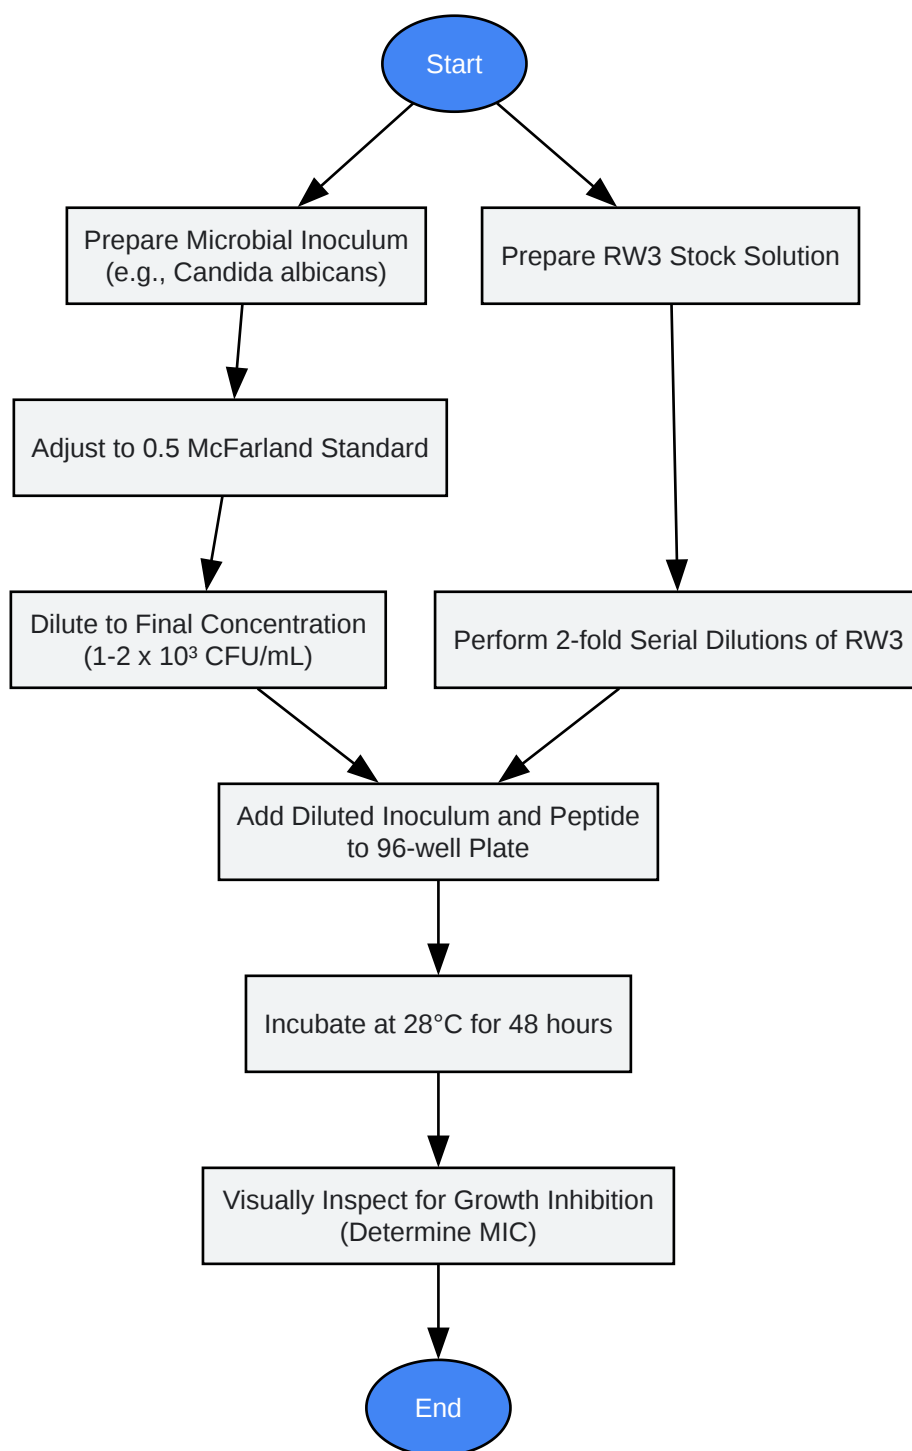 Start
Prepare Microbial Inoculum
(e.g., Candida albicans)
Prepare RW3 Stock Solution
Adjust to 0.5 McFarland Standard
Dilute to Final Concentration
(1-2 x 10³ CFU/mL)
Perform 2-fold Serial Dilutions of RW3
Add Diluted Inoculum and Peptide
to 96-well Plate
Incubate at 28°C for 48 hours
Visually Inspect for Growth Inhibition
(Determine MIC)
End